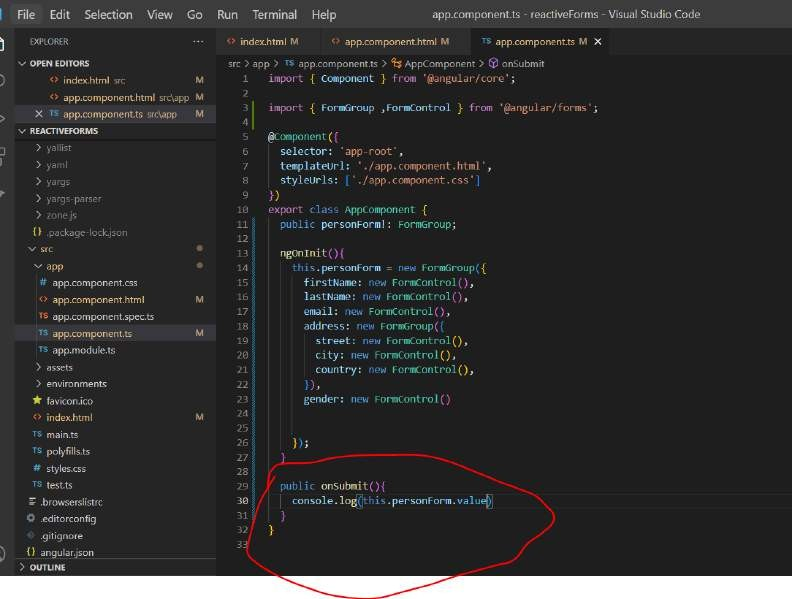 File Edit Selection View Go Run Terminal Help app.component.ts - reactiveForms - Visual Studio Code
EXPLORER ...
OPEN EDITORS
index.html src M
app.component.html src\app M
TS app.component.ts src\app M
REACTIVEFORMS
yallist
yaml
yargs
yargs-parser
zone.js
{} .package-lock.json
src
app
# app.component.css
<> app.component.html M
TS app.component.spec.ts
TS app.component.ts M
TS app.module.ts
assets
environments
favicon.ico
<> index.html M
TS main.ts
TS polyfills.ts
# styles.css
TS test.ts
.browserslistrc
.editorconfig
.gitignore
{} angular.json
OUTLINE
<> index.html M <> app.component.html M TS app.component.ts M
src > app > TS app.component.ts > AppComponent > onSubmit
1 import { Component } from '@angular/core';
2
3 import { FormGroup ,FormControl } from '@angular/forms';
4
5 @Component({
6 selector: 'app-root',
7 templateUrl: './app.component.html',
8 styleUrls: ['./app.component.css']
9 })
10 export class AppComponent {
11 public personForm!: FormGroup;
12
13 ngOnInit(){
14 this.personForm = new FormGroup({
15 firstName: new FormControl(),
16 lastName: new FormControl(),
17 email: new FormControl(),
18 address: new FormGroup({
19 street: new FormControl(),
20 city: new FormControl(),
21 country: new FormControl(),
22 }),
23 gender: new FormControl()
24
25
26 });
27 }
28
29 public onSubmit(){
30 console.log(this.personForm.value)
31 }
32 }
33